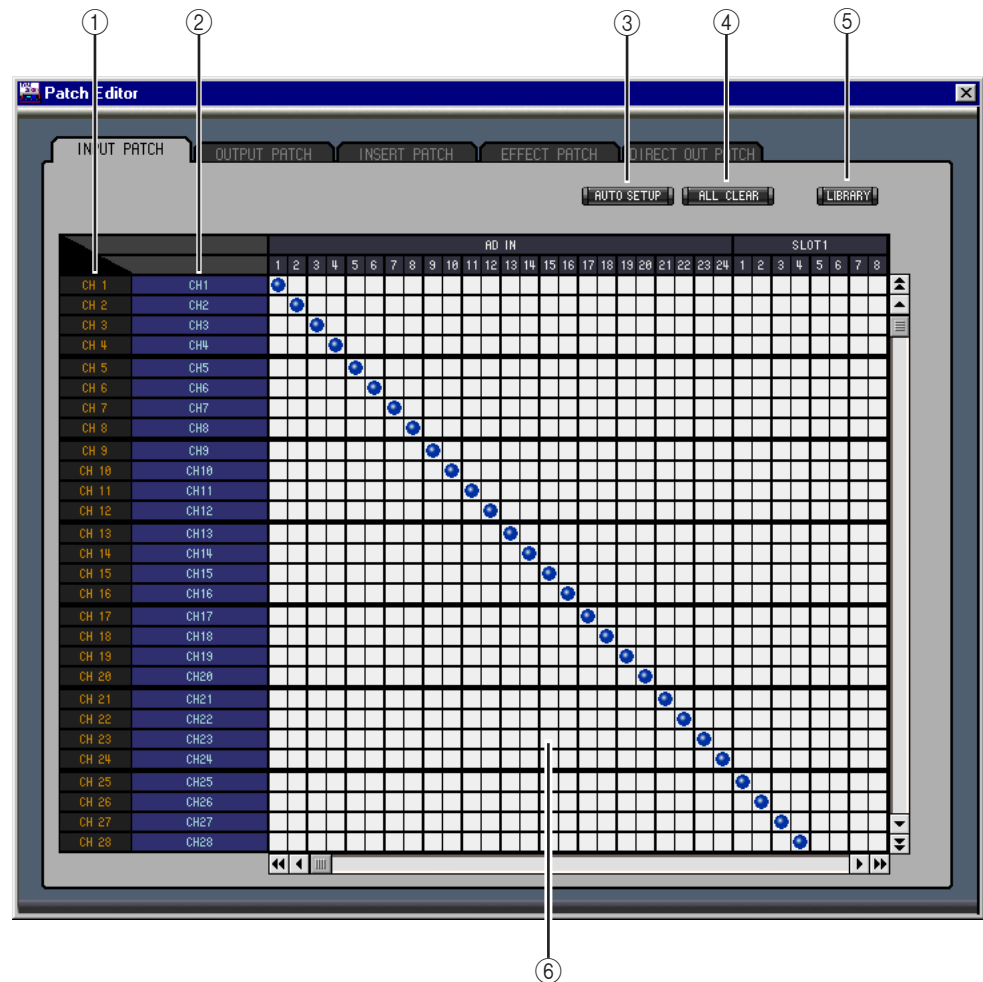 ① ② ③ ④ ⑤
Patch Editor
INPUT PATCH OUTPUT PATCH INSERT PATCH EFFECT PATCH DIRECT OUT PATCH
AUTO SETUP ALL CLEAR LIBRARY
AD IN SLOT1
1 2 3 4 5 6 7 8 9 10 11 12 13 14 15 16 17 18 19 20 21 22 23 24 1 2 3 4 5 6 7 8
CH 1 CH1
CH 2 CH2
CH 3 CH3
CH 4 CH4
CH 5 CH5
CH 6 CH6
CH 7 CH7
CH 8 CH8
CH 9 CH9
CH 10 CH10
CH 11 CH11
CH 12 CH12
CH 13 CH13
CH 14 CH14
CH 15 CH15
CH 16 CH16
CH 17 CH17
CH 18 CH18
CH 19 CH19
CH 20 CH20
CH 21 CH21
CH 22 CH22
CH 23 CH23
CH 24 CH24
CH 25 CH25
CH 26 CH26
CH 27 CH27
CH 28 CH28
⑥